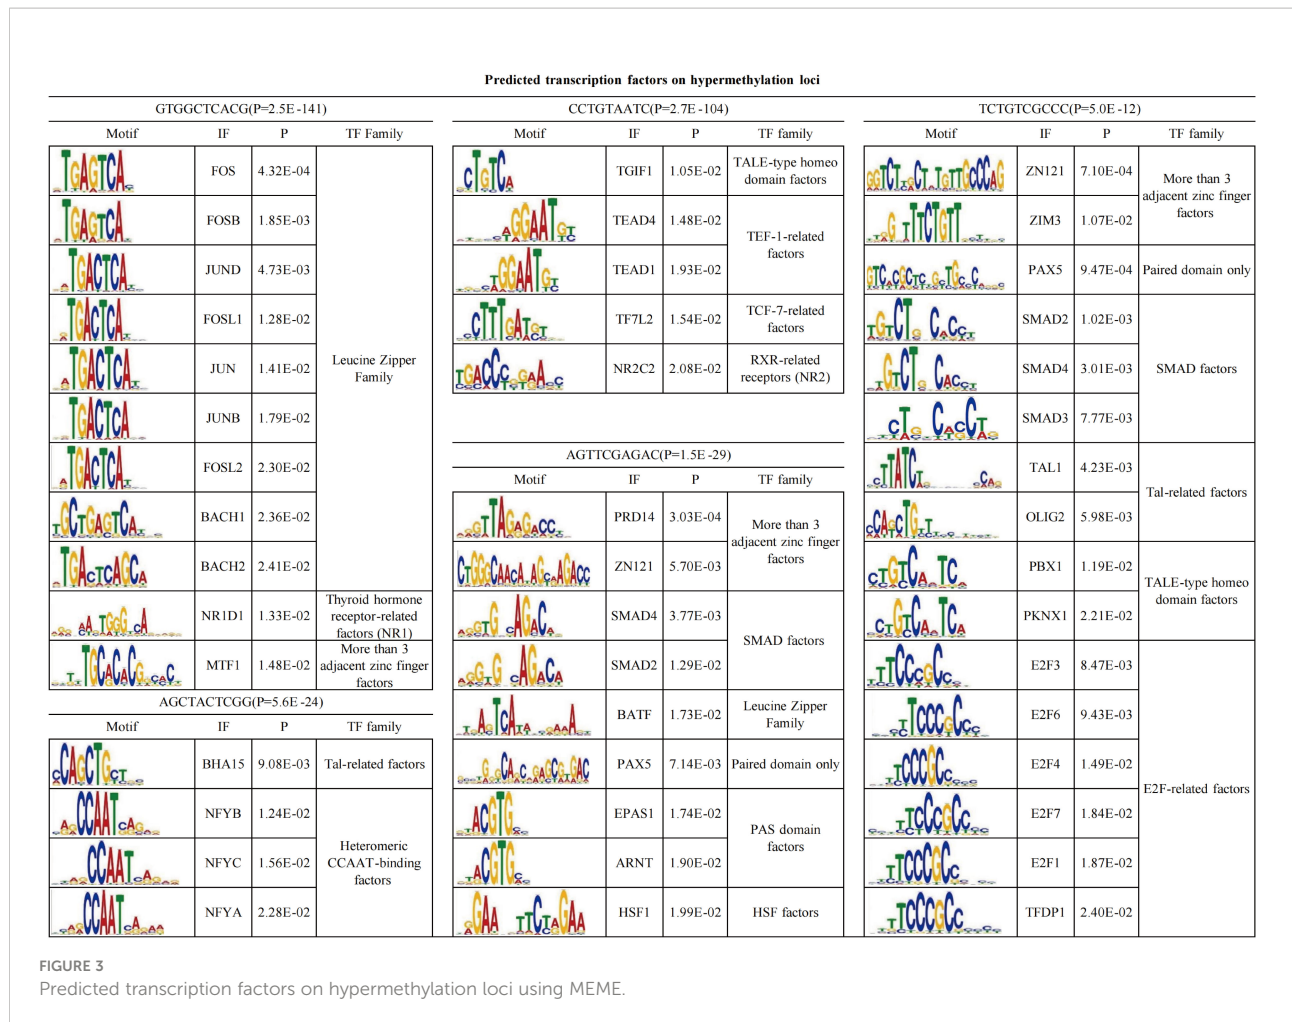 Predicted transcription factors on hypermethylation loci
GTGGCTCACG(P=2.5E-141)
Motif IF P TF Family
FOS 4.32E-04
FOSB 1.85E-03
JUND 4.73E-03
FOSL1 1.28E-02
JUN 1.41E-02
Leucine Zipper
Family
JUNB 1.79E-02
FOSL2 2.30E-02
BACH1 2.36E-02
BACH2 2.41E-02
NR1D1 1.33E-02
Thyroid hormone
receptor-related
factors (NR1)
MTF1 1.48E-02
More than 3
adjacent zinc finger
factors
AGCTACTCGG(P=5.6E-24)
Motif IF P TF family
BHA15 9.08E-03 Tal-related factors
NFYB 1.24E-02
NFYC 1.56E-02
Heteromeric
CCAAT-binding
factors
NFYA 2.28E-02
CCTGTAATC(P=2.7E-104)
Motif IF P TF family
TGIF1 1.05E-02
TALE-type homeo
domain factors
TEAD4 1.48E-02
TEF-1-related
factors
TEAD1 1.93E-02
TF7L2 1.54E-02
TCF-7-related
factors
NR2C2 2.08E-02
RXR-related
receptors (NR2)
AGTTCGAGAC(P=1.5E-29)
Motif IF P TF family
PRD14 3.03E-04
More than 3
adjacent zinc finger
factors
ZN121 5.70E-03
SMAD4 3.77E-03
SMAD factors
SMAD2 1.29E-02
BATF 1.73E-02
Leucine Zipper
Family
PAX5 7.14E-03 Paired domain only
EPAS1 1.74E-02
PAS domain
factors
ARNT 1.90E-02
HSF1 1.99E-02 HSF factors
TCTGTCGCCC(P=5.0E-12)
Motif IF P TF family
ZN121 7.10E-04
More than 3
adjacent zinc finger
factors
ZIM3 1.07E-02
PAX5 9.47E-04 Paired domain only
SMAD2 1.02E-03
SMAD4 3.01E-03 SMAD factors
SMAD3 7.77E-03
TAL1 4.23E-03
Tal-related factors
OLIG2 5.98E-03
PBX1 1.19E-02
TALE-type homeo
domain factors
PKNX1 2.21E-02
E2F3 8.47E-03
E2F6 9.43E-03
E2F4 1.49E-02
E2F-related factors
E2F7 1.84E-02
E2F1 1.87E-02
TFDP1 2.40E-02
FIGURE 3
Predicted transcription factors on hypermethylation loci using MEME.